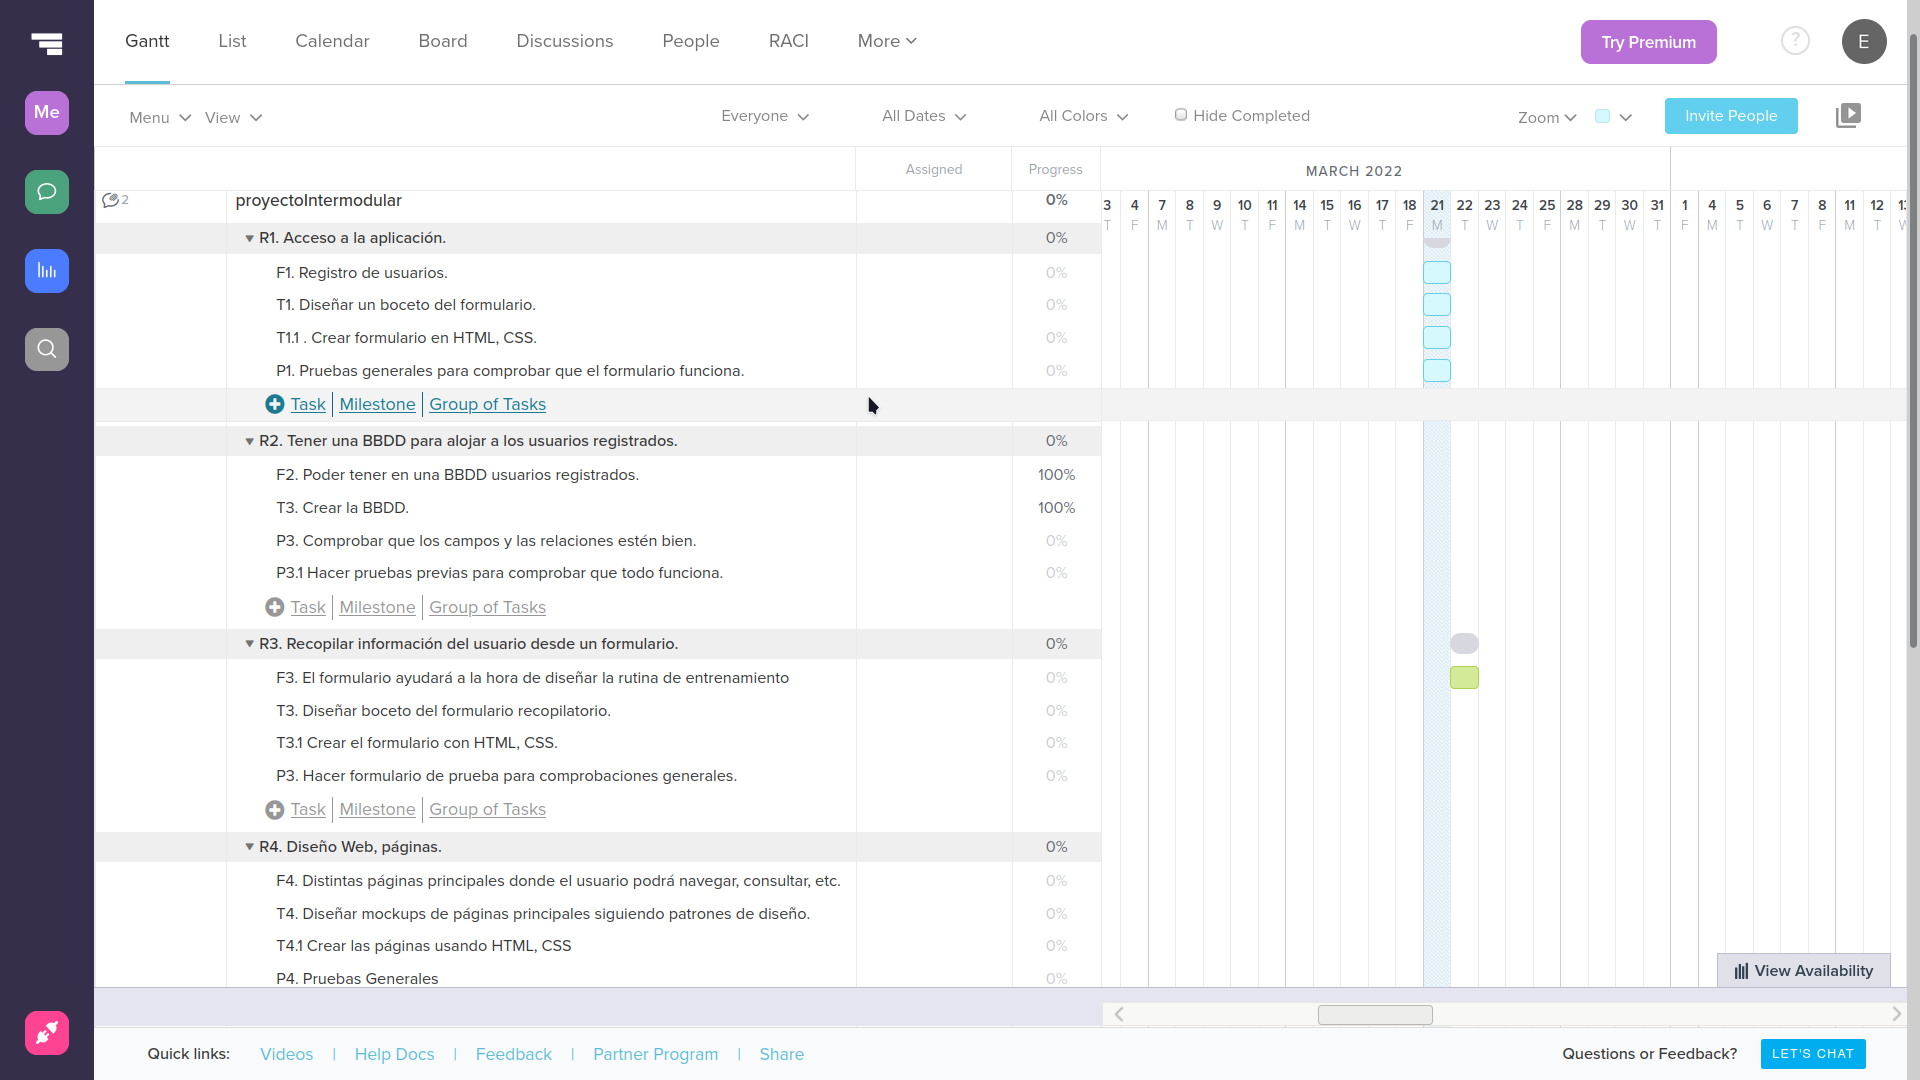 Gantt List Calendar Board Discussions People RACI More Try Premium ? E
Me
Menu View Everyone All Dates All Colors Hide Completed Zoom Invite People
Assigned Progress MARCH 2022
2 proyectoIntermodular 0% 3 4 7 8 9 10 11 14 15 16 17 18 21 22 23 24 25 28 29 30 31 1 4 5 6 7 8 11 12
T F M T W T F M T W T F M T W T F M T W T F M T W T F M T
R1. Acceso a la aplicación. 0%
F1. Registro de usuarios. 0%
T1. Diseñar un boceto del formulario. 0%
T1.1 . Crear formulario en HTML, CSS. 0%
P1. Pruebas generales para comprobar que el formulario funciona. 0%
Task Milestone Group of Tasks
R2. Tener una BBDD para alojar a los usuarios registrados. 0%
F2. Poder tener en una BBDD usuarios registrados. 100%
T3. Crear la BBDD. 100%
P3. Comprobar que los campos y las relaciones estén bien. 0%
P3.1 Hacer pruebas previas para comprobar que todo funciona. 0%
Task Milestone Group of Tasks
R3. Recopilar información del usuario desde un formulario. 0%
F3. El formulario ayudará a la hora de diseñar la rutina de entrenamiento 0%
T3. Diseñar boceto del formulario recopilatorio. 0%
T3.1 Crear el formulario con HTML, CSS. 0%
P3. Hacer formulario de prueba para comprobaciones generales. 0%
Task Milestone Group of Tasks
R4. Diseño Web, páginas. 0%
F4. Distintas páginas principales donde el usuario podrá navegar, consultar, etc. 0%
T4. Diseñar mockups de páginas principales siguiendo patrones de diseño. 0%
T4.1 Crear las páginas usando HTML, CSS 0%
P4. Pruebas Generales 0%
View Availability
Quick links: Videos | Help Docs | Feedback | Partner Program | Share Questions or Feedback? LET'S CHAT